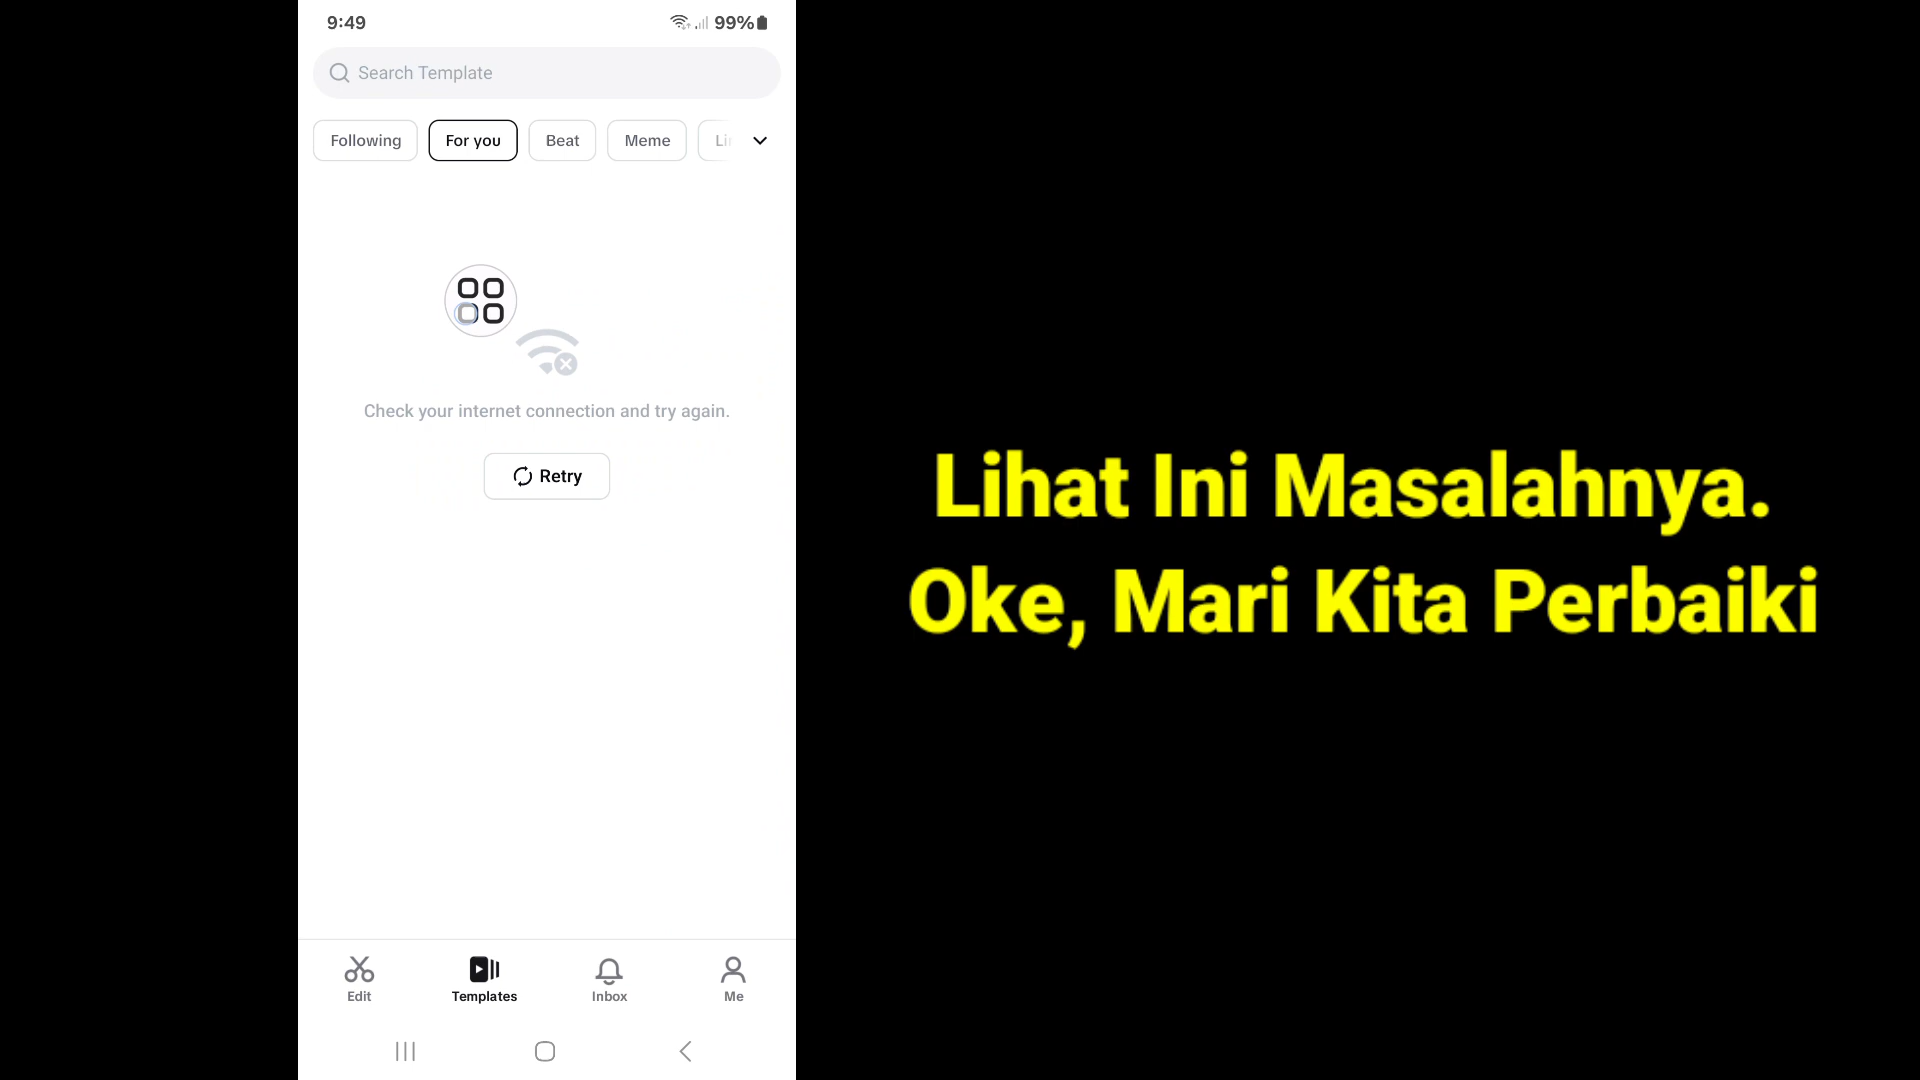 9:49
99%
Search Template
Following
For you
Beat
Meme
Check your internet connection and try again.
Retry
Edit
Templates
Inbox
Me
Lihat Ini Masalahnya.
Oke, Mari Kita Perbaiki